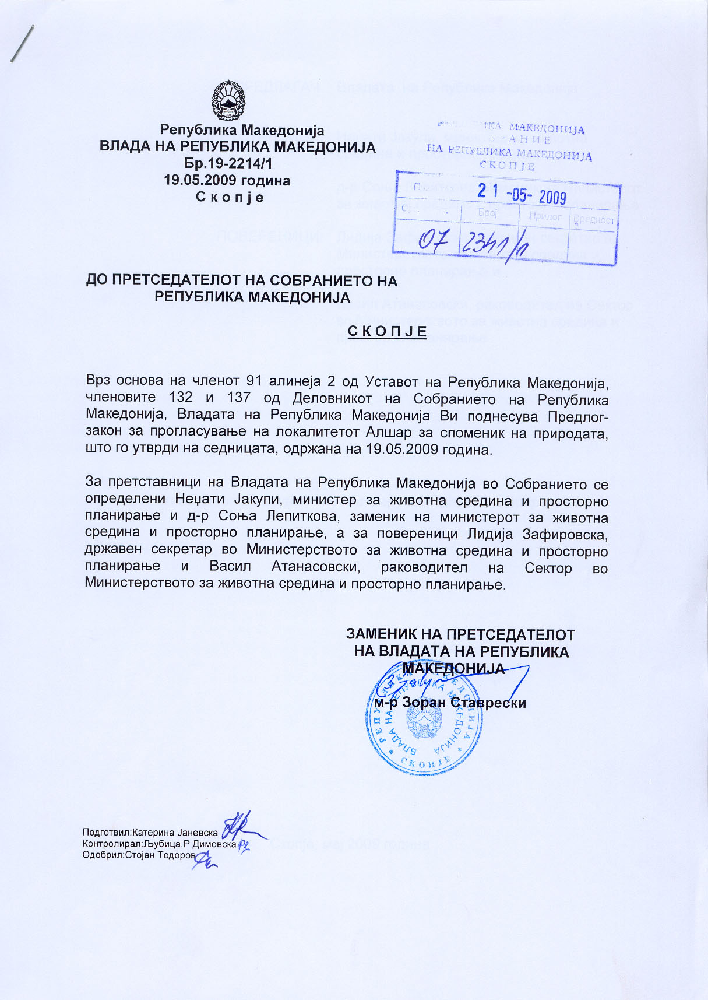 Република Македонија
ВЛАДА НА РЕПУБЛИКА МАКЕДОНИЈА
Бр.19-2214/1
19.05.2009 година
С к о п ј е
МАКЕДОНИЈА
НА РЕПУБЛИКА МАКЕДОНИЈА
СКОПЈЕ
21 -05- 2009
Број Прилог Вредност
07 2341/1
ДО ПРЕТСЕДАТЕЛОТ НА СОБРАНИЕТО НА
РЕПУБЛИКА МАКЕДОНИЈА
С К О П Ј Е
Врз основа на членот 91 алинеја 2 од Уставот на Република Македонија,
членовите 132 и 137 од Деловникот на Собранието на Република
Македонија, Владата на Република Македонија Ви поднесува Предлог-
закон за прогласување на локалитетот Алшар за споменик на природата,
што го утврди на седницата, одржана на 19.05.2009 година.
За претставници на Владата на Република Македонија во Собранието се
определени Неџати Јакупи, министер за животна средина и просторно
планирање и д-р Соња Лепиткова, заменик на министерот за животна
средина и просторно планирање, а за повереници Лидија Зафировска,
државен секретар во Министерството за животна средина и просторно
планирање и Васил Атанасовски, раководител на Сектор во
Министерството за животна средина и просторно планирање.
ЗАМЕНИК НА ПРЕТСЕДАТЕЛОТ
НА ВЛАДАТА НА РЕПУБЛИКА
МАКЕДОНИЈА
м-р Зоран Ставрески
РЕПУБЛИКА МАКЕДОНИЈА
ВЛАДА НА РЕПУБЛИКА МАКЕДОНИЈА
* СКОПЈЕ *
Подготвил:Катерина Јаневска
Контролирал:Љубица.Р Димовска
Одобрил:Стојан Тодоров